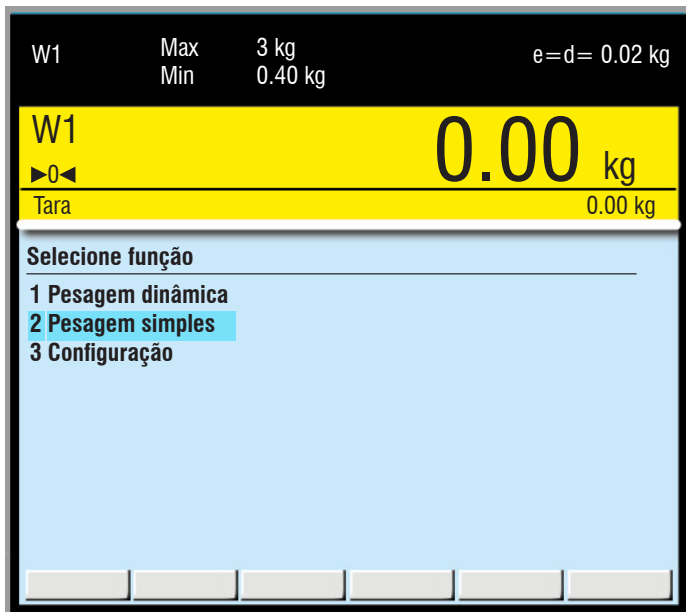 W1 Max 3 kg e=d= 0.02 kg
Min 0.40 kg
W1 0.00 kg
►0◄
Tara 0.00 kg
Selecione função
1 Pesagem dinâmica
2 Pesagem simples
3 Configuração